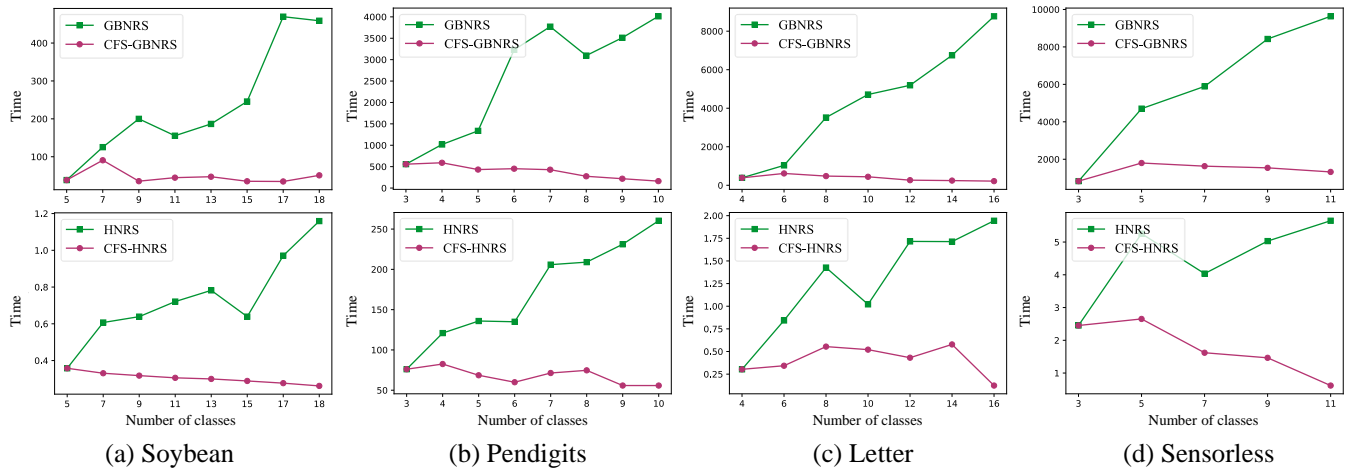 GBNRS
CFS-GBNRS
400
300
200
100
Time
5 7 9 11 13 15 17 18
GBNRS
CFS-GBNRS
4000
3500
3000
2500
2000
1500
1000
500
0
Time
3 4 5 6 7 8 9 10
GBNRS
CFS-GBNRS
8000
6000
4000
2000
0
Time
4 6 8 10 12 14 16
GBNRS
CFS-GBNRS
10000
8000
6000
4000
2000
Time
3 5 7 9 11
HNRS
CFS-HNRS
1.2
1.0
0.8
0.6
0.4
Time
5 7 9 11 13 15 17 18
Number of classes
(a) Soybean
HNRS
CFS-HNRS
250
200
150
100
50
Time
3 4 5 6 7 8 9 10
Number of classes
(b) Pendigits
HNRS
CFS-HNRS
2.00
1.75
1.50
1.25
1.00
0.75
0.50
0.25
Time
4 6 8 10 12 14 16
Number of classes
(c) Letter
HNRS
CFS-HNRS
5
4
3
2
1
Time
3 5 7 9 11
Number of classes
(d) Sensorless